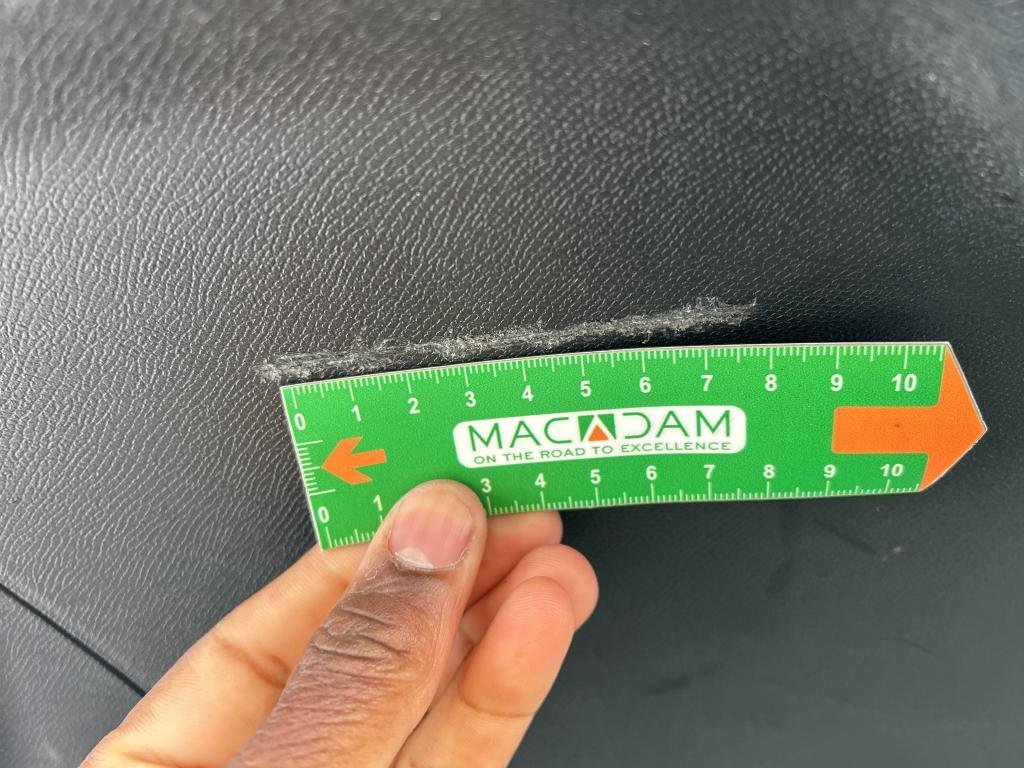 0 1 2 3 4 5 6 7 8 9 10
MACADAM
ON THE ROAD TO EXCELLENCE
0 1 3 4 5 6 7 8 9 10